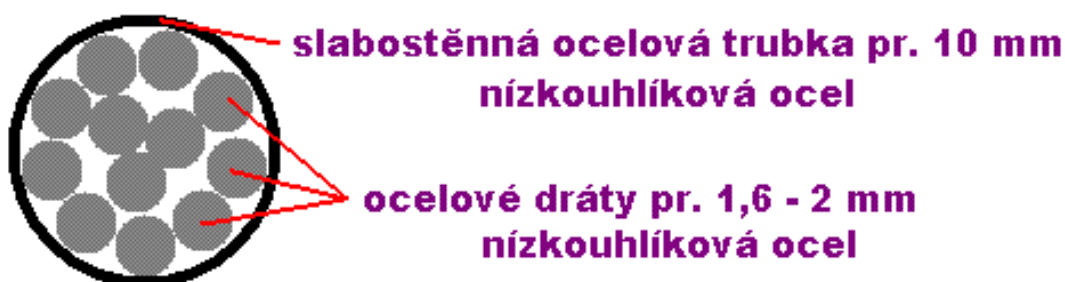 slabostěnná ocelová trubka pr. 10 mm
nízkouhlíková ocel
ocelové dráty pr. 1,6 - 2 mm
nízkouhlíková ocel